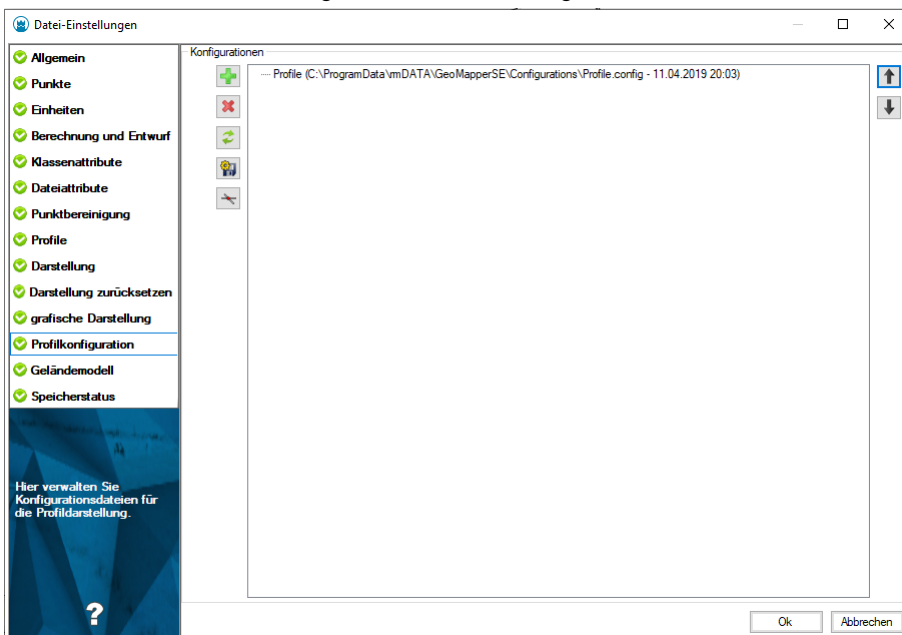 Datei-Einstellungen
Allgemein
Punkte
Einheiten
Berechnung und Entwurf
Klassenattribute
Dateiattribute
Punktbereinigung
Profile
Darstellung
Darstellung zurücksetzen
grafische Darstellung
Profilkonfiguration
Geländemodell
Speicherstatus
Hier verwalten Sie
Konfigurationsdateien für
die Profildarstellung.
?
Konfigurationen
Profile (C:\ProgramData\rmDATA\GeoMapperSE\Configurations\Profile.config - 11.04.2019 20:03)
Ok
Abbrechen